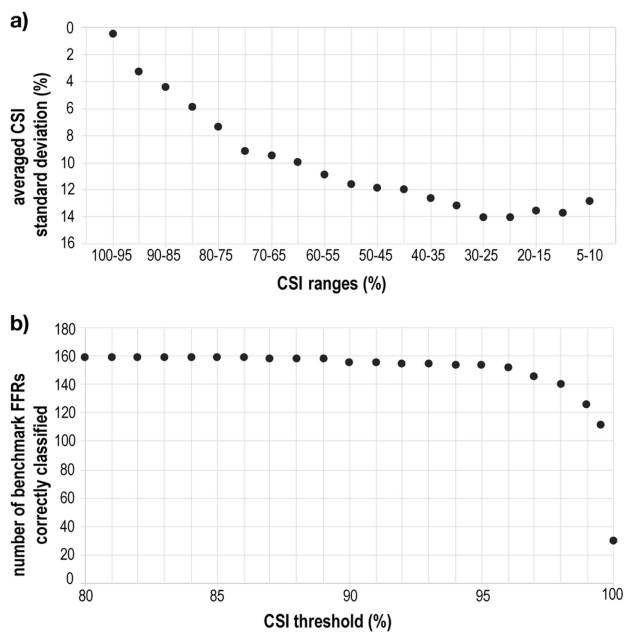 a)
averaged CSI
standard deviation (%)
0
2
4
6
8
10
12
14
16
100-95 90-85 80-75 70-65 60-55 50-45 40-35 30-25 20-15 5-10
CSI ranges (%)
b)
number of benchmark FFRs
correctly classified
180
160
140
120
100
80
60
40
20
0
80 85 90 95 100
CSI threshold (%)